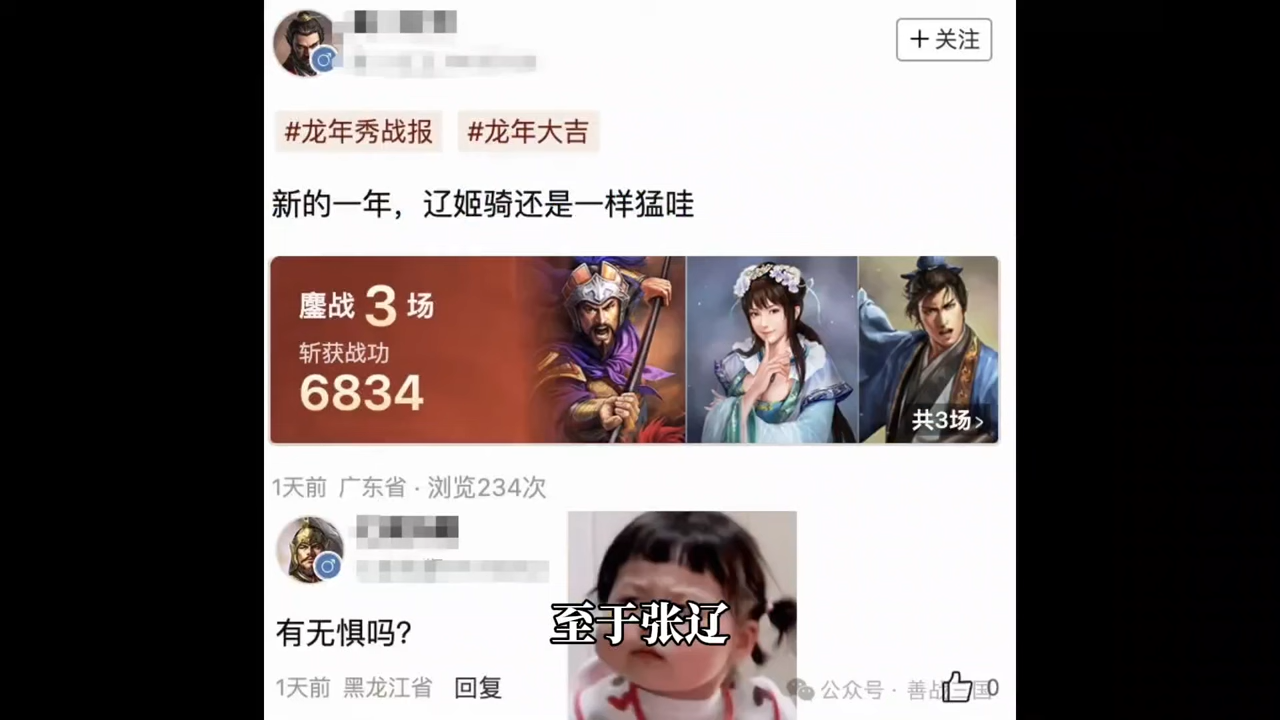 + 关注
#龙年秀战报 #龙年大吉
新的一年，辽姬骑还是一样猛哇
鏖战 3 场
斩获战功
6834
共3场>
1天前 广东省 · 浏览234次
有无惧吗?
至于张辽
1天前 黑龙江省 回复
公众号 · 善战三国
0